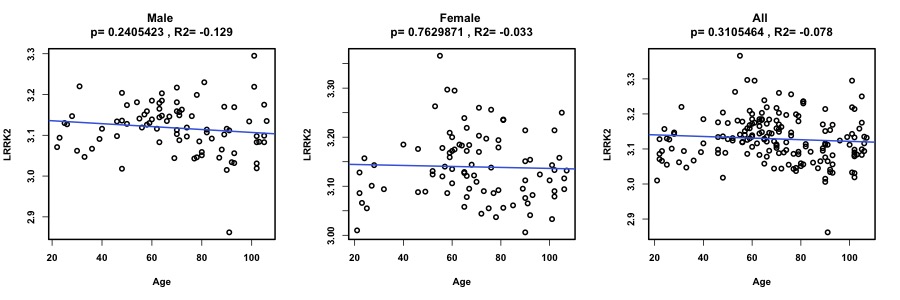 Male
p= 0.2405423 , R2= -0.129
LRRK2
3.3
3.2
3.1
3.0
2.9
20 40 60 80 100
Age
Female
p= 0.7629871 , R2= -0.033
LRRK2
3.30
3.20
3.10
3.00
20 40 60 80 100
Age
All
p= 0.3105464 , R2= -0.078
LRRK2
3.3
3.2
3.1
3.0
2.9
20 40 60 80 100
Age